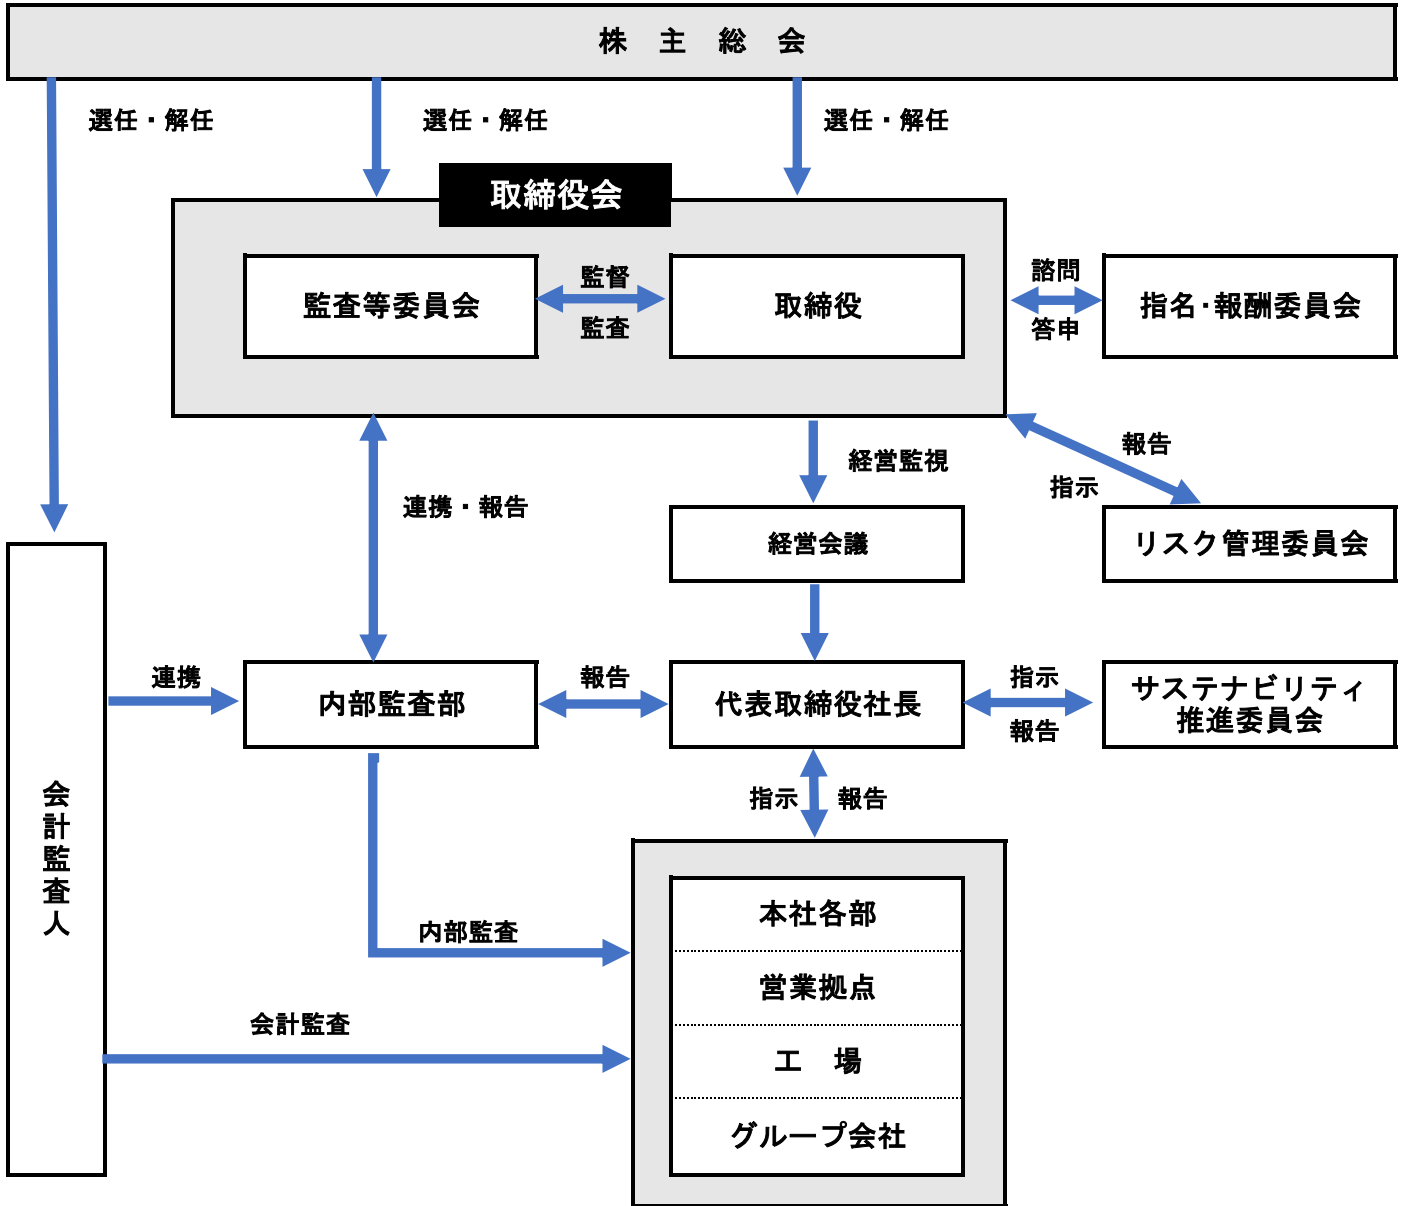 株　主　総　会
選任・解任
選任・解任
選任・解任
取締役会
監査等委員会
監督
監査
取締役
諮問
答申
指名・報酬委員会
経営監視
報告
指示
連携・報告
経営会議
リスク管理委員会
連携
内部監査部
報告
代表取締役社長
指示
報告
サステナビリティ
推進委員会
指示
報告
会計監査人
本社各部
内部監査
営業拠点
会計監査
工　場
グループ会社